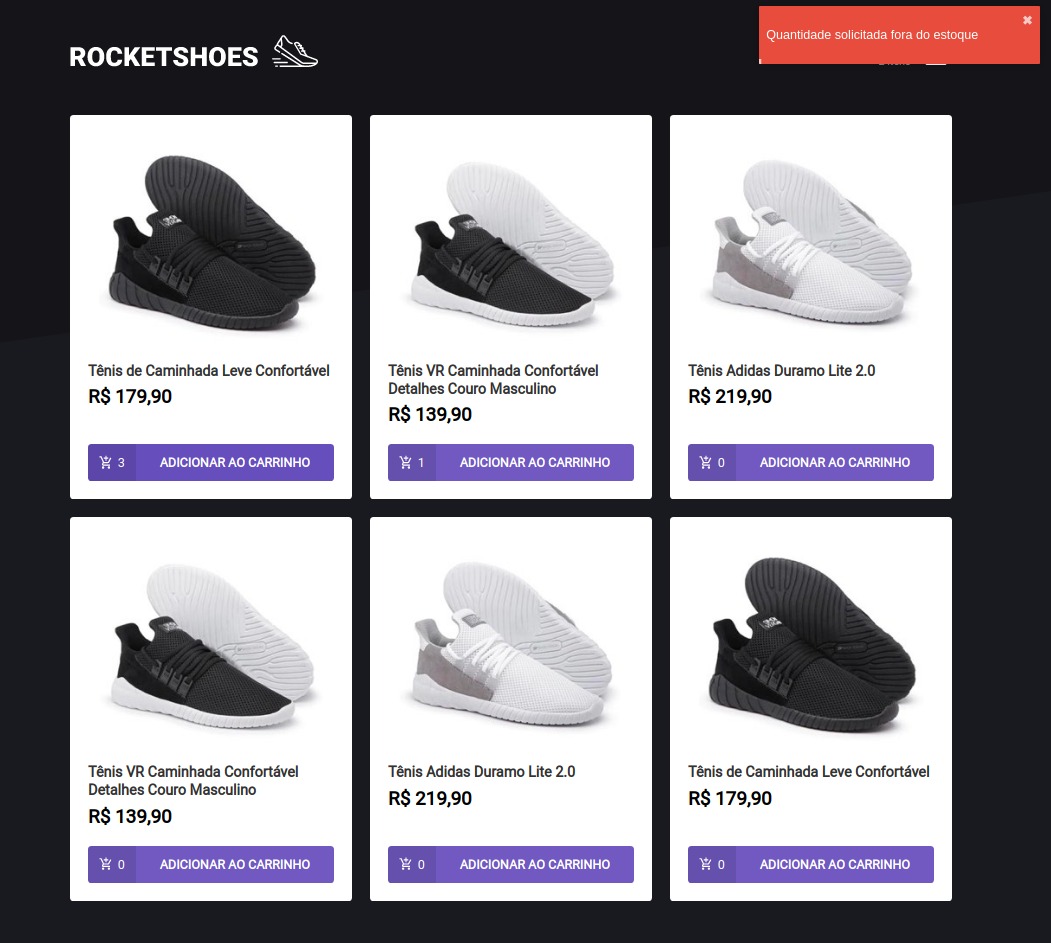 ROCKETSHOES
✖
Quantidade solicitada fora do estoque
Tênis de Caminhada Leve Confortável
R$ 179,90
3 ADICIONAR AO CARRINHO
Tênis VR Caminhada Confortável
Detalhes Couro Masculino
R$ 139,90
1 ADICIONAR AO CARRINHO
Tênis Adidas Duramo Lite 2.0
R$ 219,90
0 ADICIONAR AO CARRINHO
Tênis VR Caminhada Confortável
Detalhes Couro Masculino
R$ 139,90
0 ADICIONAR AO CARRINHO
Tênis Adidas Duramo Lite 2.0
R$ 219,90
0 ADICIONAR AO CARRINHO
Tênis de Caminhada Leve Confortável
R$ 179,90
0 ADICIONAR AO CARRINHO